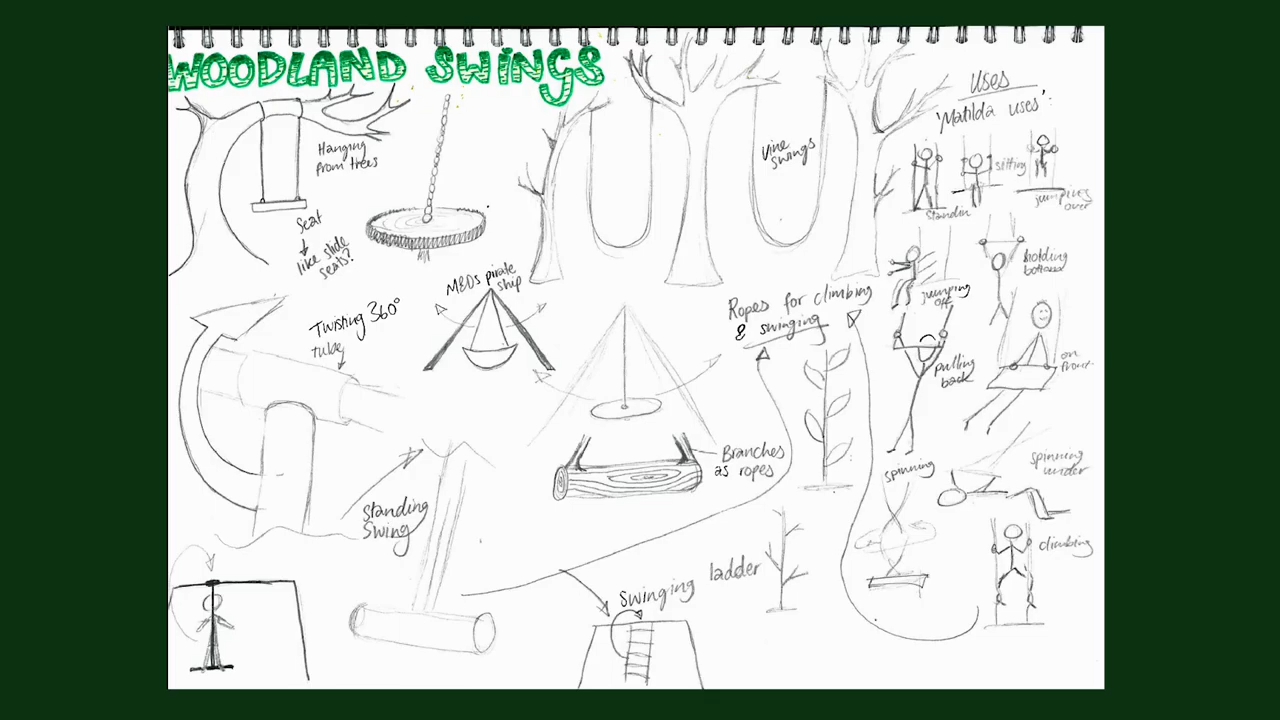 WOODLAND SWINGS
Hanging
from trees
Seat
like slide
seats?
Vine
swings
USES
'Matilda uses':
Standin
sitting
jumping
over
jumping
off
holding
bottom
pulling
back
on
front
M&Ds pirate
ship
Twisting 360°
tube
Ropes for climbing
& swinging
Branches
as ropes
Standing
Swing
Swinging ladder
spinning
spinning
under
climbing